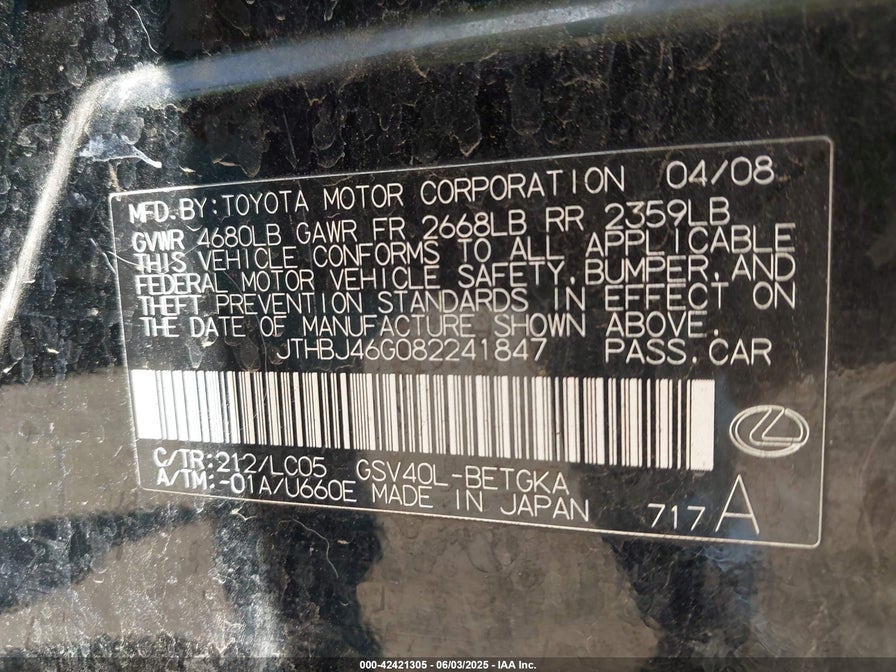 MFD.BY:TOYOTA MOTOR CORPORATION 04/08
GVWR 4680LB GAWR FR 2668LB RR 2359LB
THIS VEHICLE CONFORMS TO ALL APPLICABLE
FEDERAL MOTOR VEHICLE SAFETY,BUMPER,AND
THEFT PREVENTION STANDARDS IN EFFECT ON
THE DATE OF MANUFACTURE SHOWN ABOVE.
JTHBJ46G082241847 PASS.CAR
C/TR:212/LC05 GSV40L-BETGKA
A/TM:-01A/U660E MADE IN JAPAN
717A
000-42421305 | 06/03/2025 - IAA Inc.